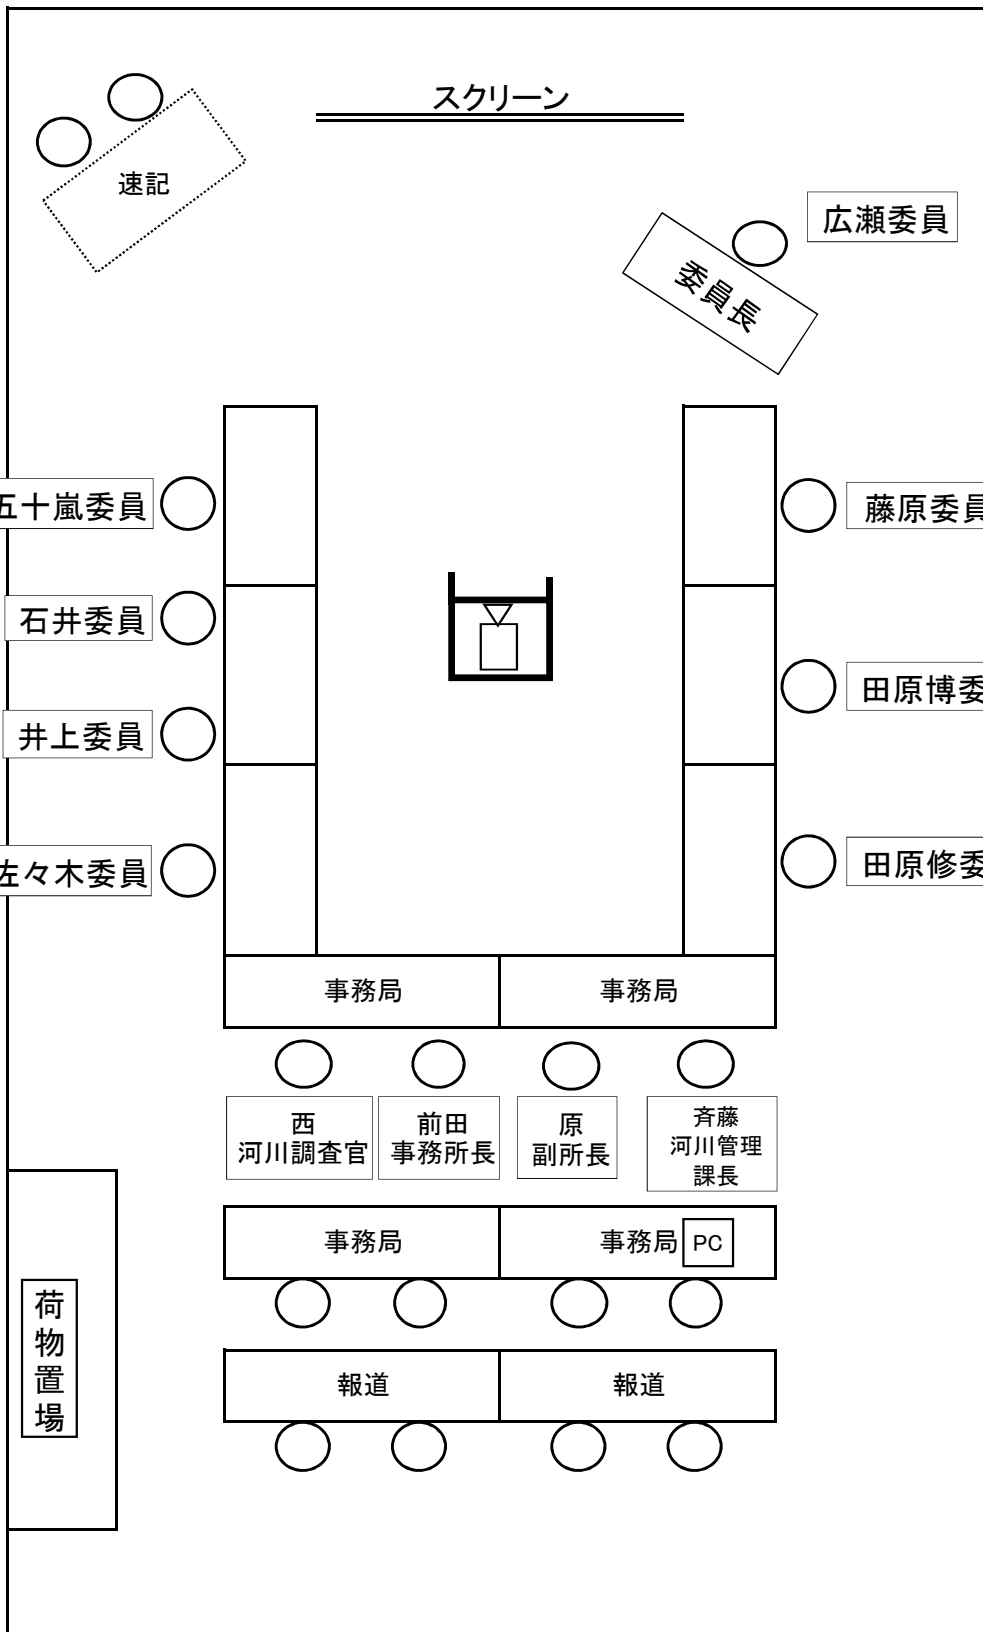 スクリーン
速記
広瀬委員
委員長
五十嵐委員
藤原委員
石井委員
田原博委
井上委員
佐々木委員
田原修委
事務局
事務局
西
河川調査官
前田
事務所長
原
副所長
斉藤
河川管理
課長
事務局
事務局
PC
荷物置場
報道
報道